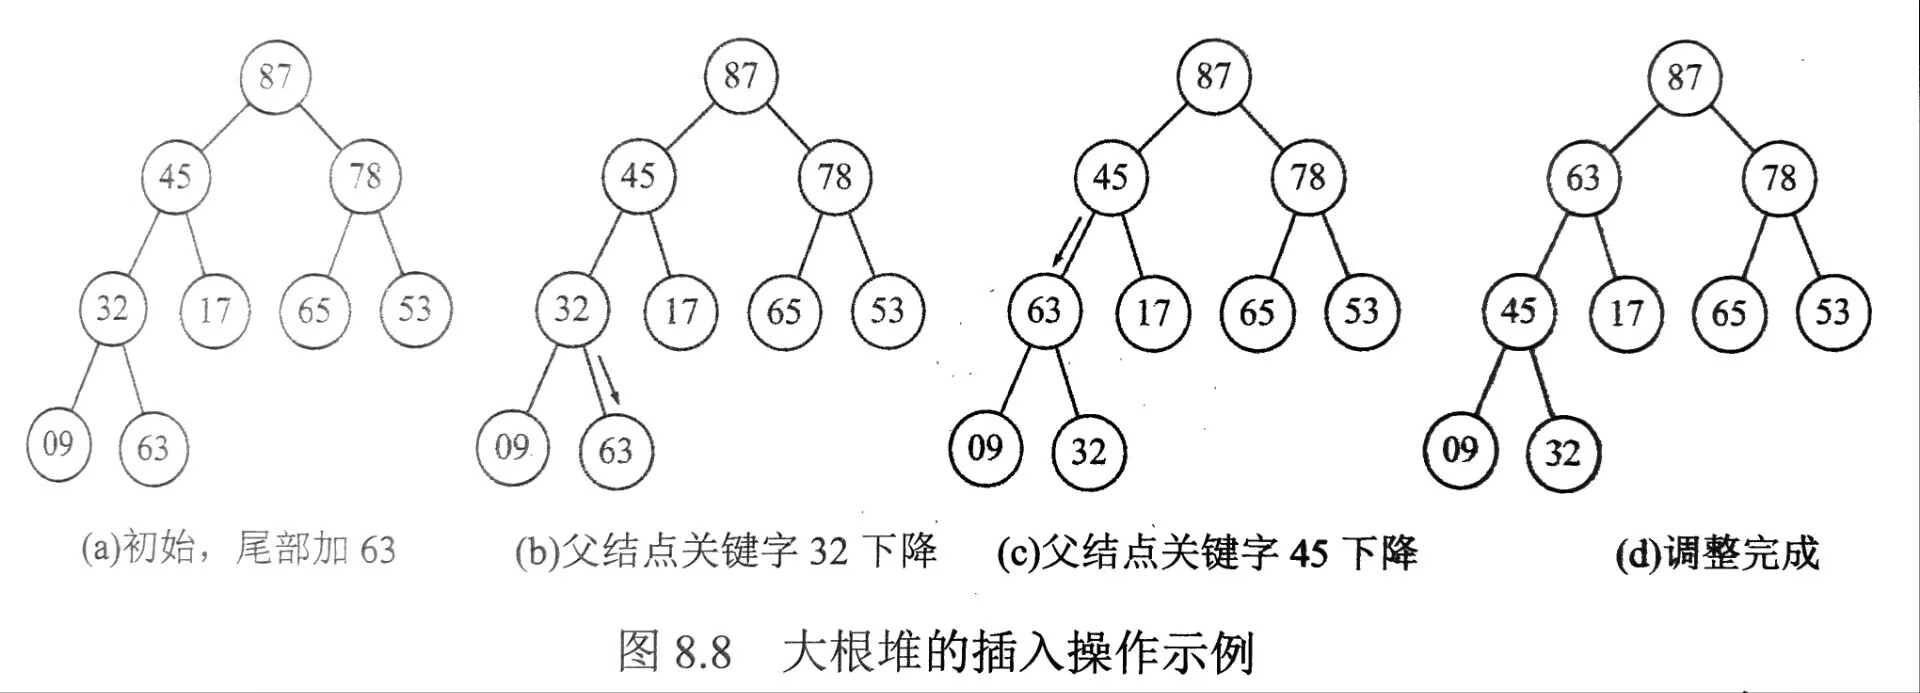 87 87 87 87
45 78 45 78 45 78 63 78
32 17 65 53 32 17 65 53 63 17 65 53 45 17 65 53
09 63 09 63 09 32 09 32
(a)初始，尾部加 63 (b)父结点关键字 32 下降 (c)父结点关键字 45 下降 (d)调整完成
图 8.8 大根堆的插入操作示例